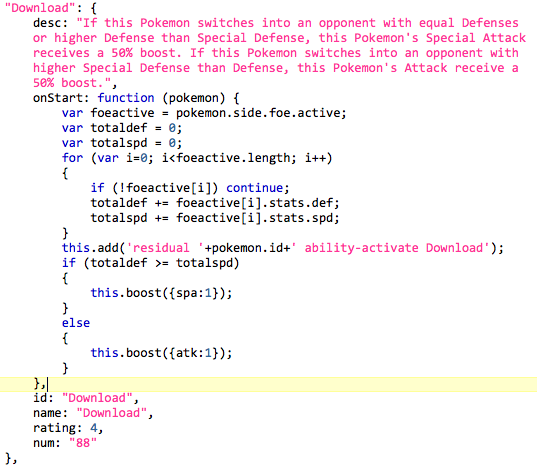 "Download": {
    desc: "If this Pokemon switches into an opponent with equal Defenses
    or higher Defense than Special Defense, this Pokemon's Special Attack
    receives a 50% boost. If this Pokemon switches into an opponent with
    higher Special Defense than Defense, this Pokemon's Attack receive a
    50% boost.",
    onStart: function (pokemon) {
        var foeactive = pokemon.side.foe.active;
        var totaldef = 0;
        var totalspd = 0;
        for (var i=0; i<foeactive.length; i++)
        {
            if (!foeactive[i]) continue;
            totaldef += foeactive[i].stats.def;
            totalspd += foeactive[i].stats.spd;
        }
        this.add('residual '+pokemon.id+' ability-activate Download');
        if (totaldef >= totalspd)
        {
            this.boost({spa:1});
        }
        else
        {
            this.boost({atk:1});
        }
    },
    id: "Download",
    name: "Download",
    rating: 4,
    num: "88"
},